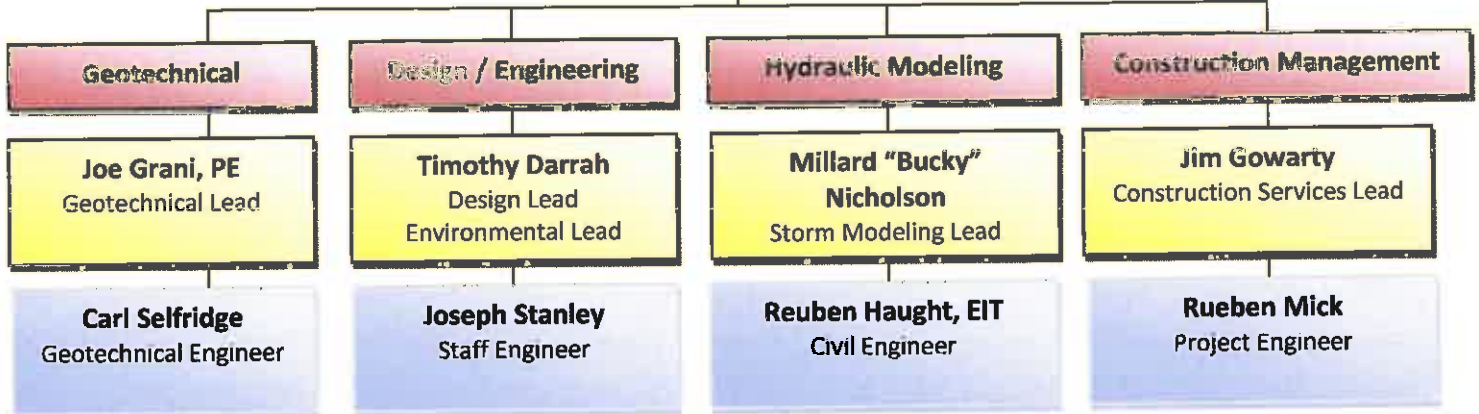 Geotechnical
Joe Grani, PE
Geotechnical Lead
Carl Selfridge
Geotechnical Engineer
Design / Engineering
Timothy Darrah
Design Lead
Environmental Lead
Joseph Stanley
Staff Engineer
Hydraulic Modeling
Millard “Bucky”
Nicholson
Storm Modeling Lead
Reuben Haught, EIT
Civil Engineer
Construction Management
Jim Gowarty
Construction Services Lead
Rueben Mick
Project Engineer